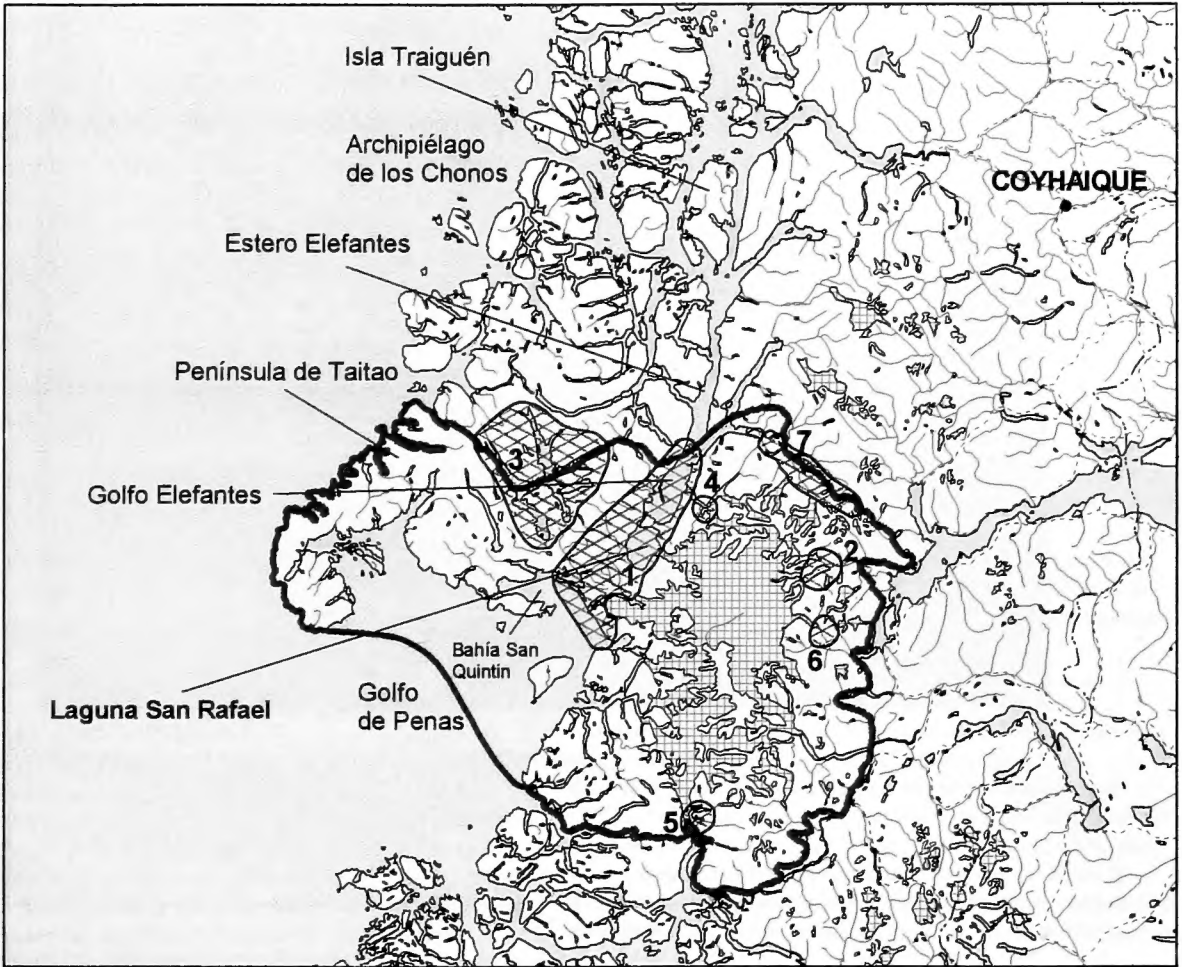 Isla Traiguén
Archipiélago
de los Chonos
COYHAIQUE
Estero Elefantes
Península de Taitao
3
7
Golfo Elefantes
4
2
1
6
Bahía San
Quintin
Golfo
de Penas
Laguna San Rafael
5